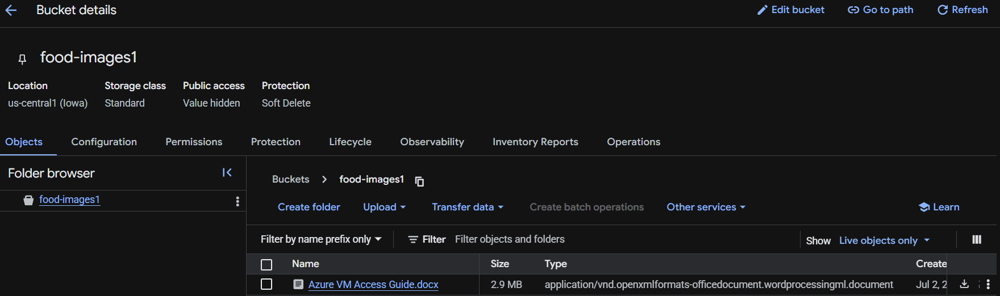 Bucket details
Edit bucket
Go to path
Refresh
food-images1
Location Storage class Public access Protection
us-central1 (Iowa) Standard Value hidden Soft Delete
Objects Configuration Permissions Protection Lifecycle Observability Inventory Reports Operations
Folder browser
food-images1
Buckets > food-images1
Create folder Upload Transfer data Create batch operations Other services Learn
Filter by name prefix only Filter Filter objects and folders Show Live objects only
Name Size Type Create
Azure VM Access Guide.docx 2.9 MB application/vnd.openxmlformats-officedocument.wordprocessingml.document Jul 2, 2